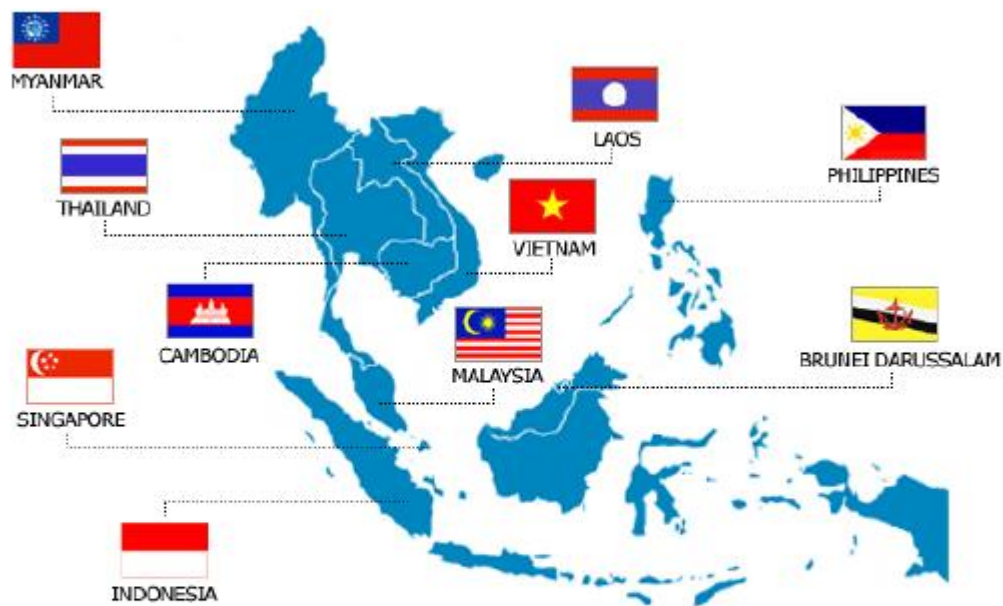 MYANMAR
LAOS
PHILIPPINES
THAILAND
VIETNAM
CAMBODIA
MALAYSIA
BRUNEI DARUSSALAM
SINGAPORE
INDONESIA